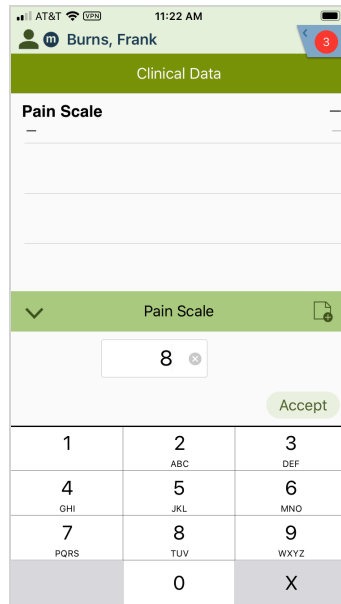 AT&T VPN 11:22 AM
m Burns, Frank 3
Clinical Data
Pain Scale —
— —
Pain Scale
8
Accept
1 2 3
ABC DEF
4 5 6
GHI JKL MNO
7 8 9
PQRS TUV WXYZ
0 X